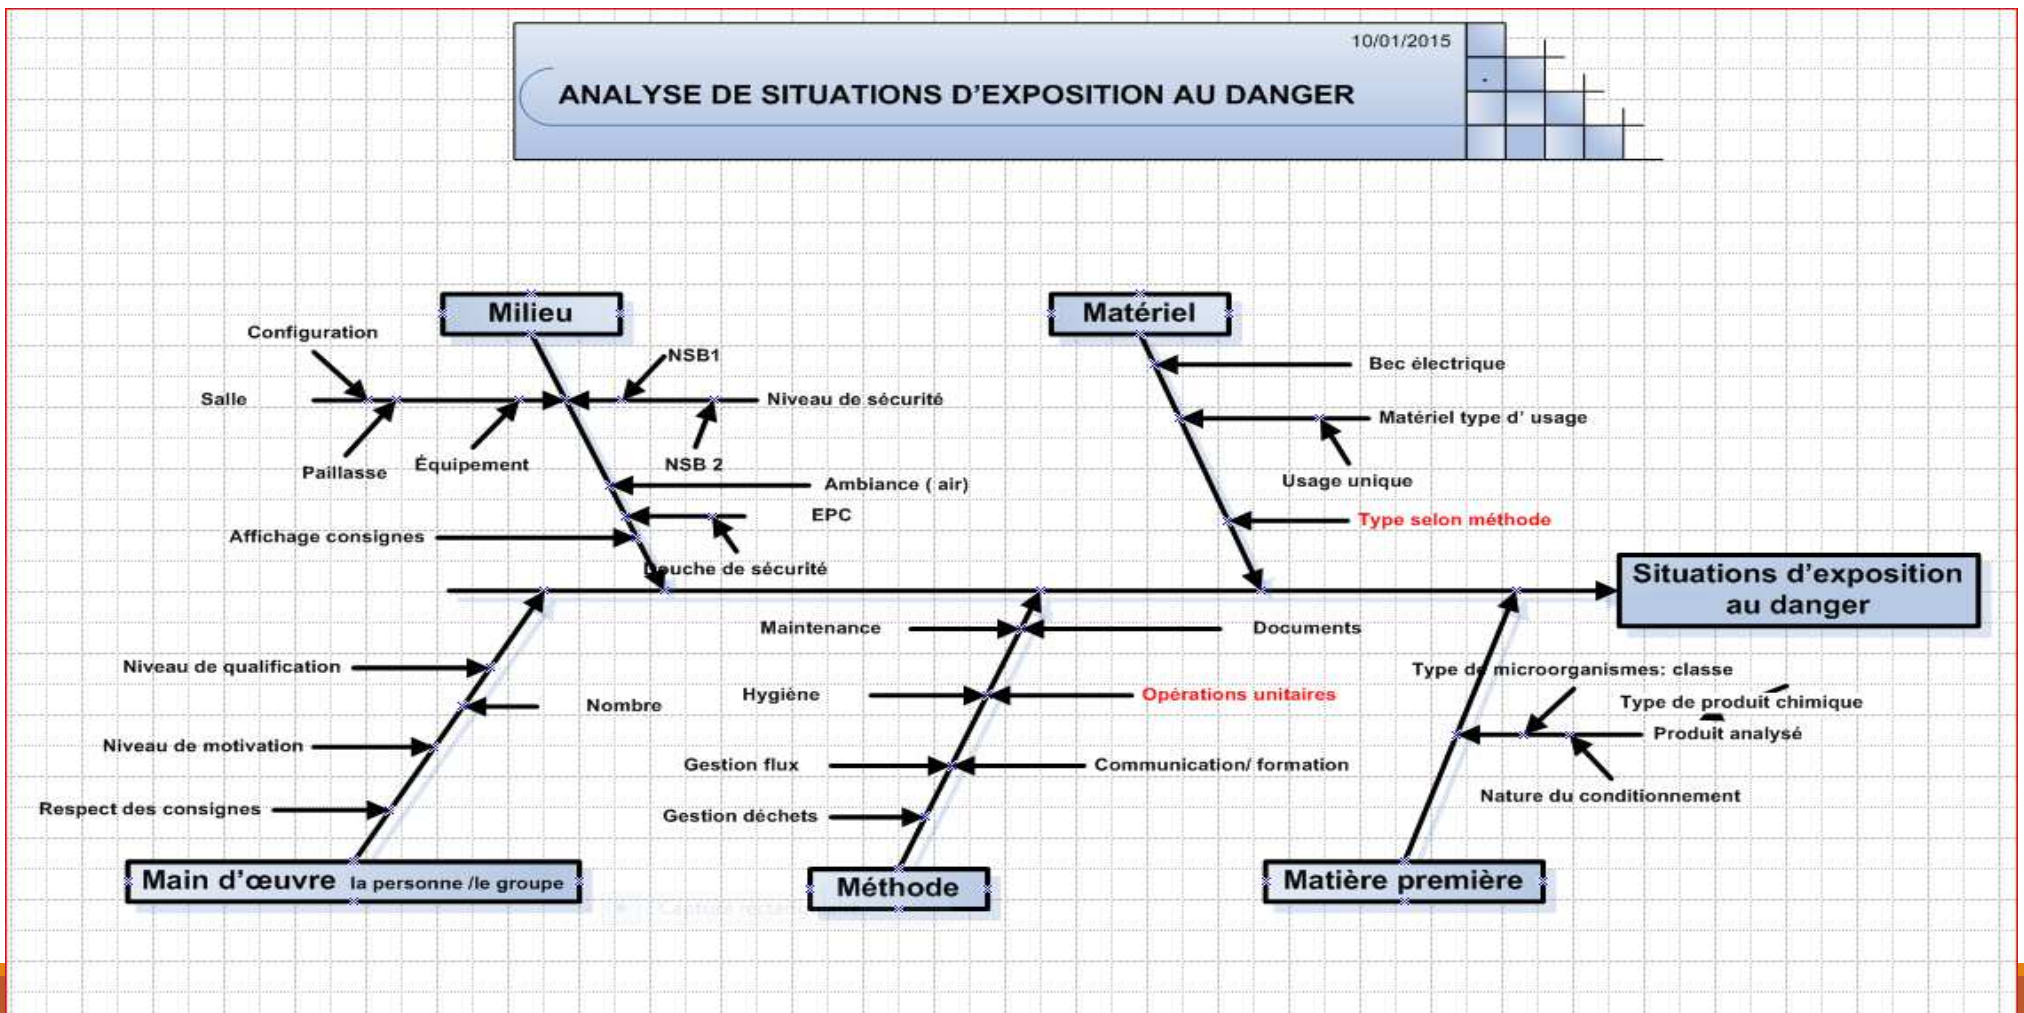 10/01/2015
ANALYSE DE SITUATIONS D'EXPOSITION AU DANGER
Milieu
Matériel
Configuration
NSB1
Bec électrique
Salle
Niveau de sécurité
Matériel type d' usage
Paillasse
Équipement
NSB 2
Usage unique
Ambiance ( air)
EPC
Type selon méthode
Affichage consignes
Douche de sécurité
Situations d'exposition
au danger
Maintenance
Documents
Niveau de qualification
Type de microorganismes: classe
Hygiène
Opérations unitaires
Type de produit chimique
Nombre
Produit analysé
Niveau de motivation
Gestion flux
Communication/ formation
Nature du conditionnement
Respect des consignes
Gestion déchets
Main d'œuvre la personne /le groupe
Méthode
Matière première